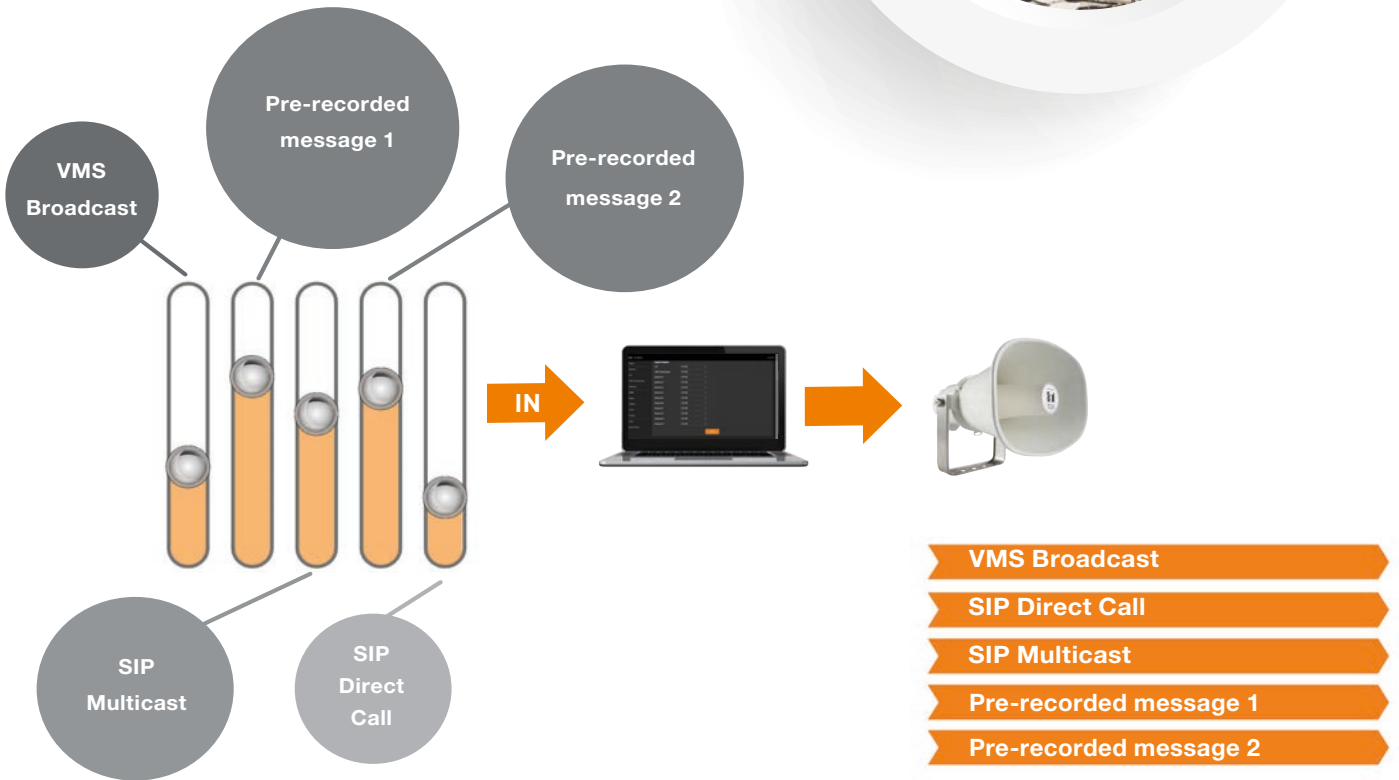 Pre-recorded
message 1
VMS
Broadcast
Pre-recorded
message 2
IN
SIP
Multicast
SIP
Direct
Call
VMS Broadcast
SIP Direct Call
SIP Multicast
Pre-recorded message 1
Pre-recorded message 2